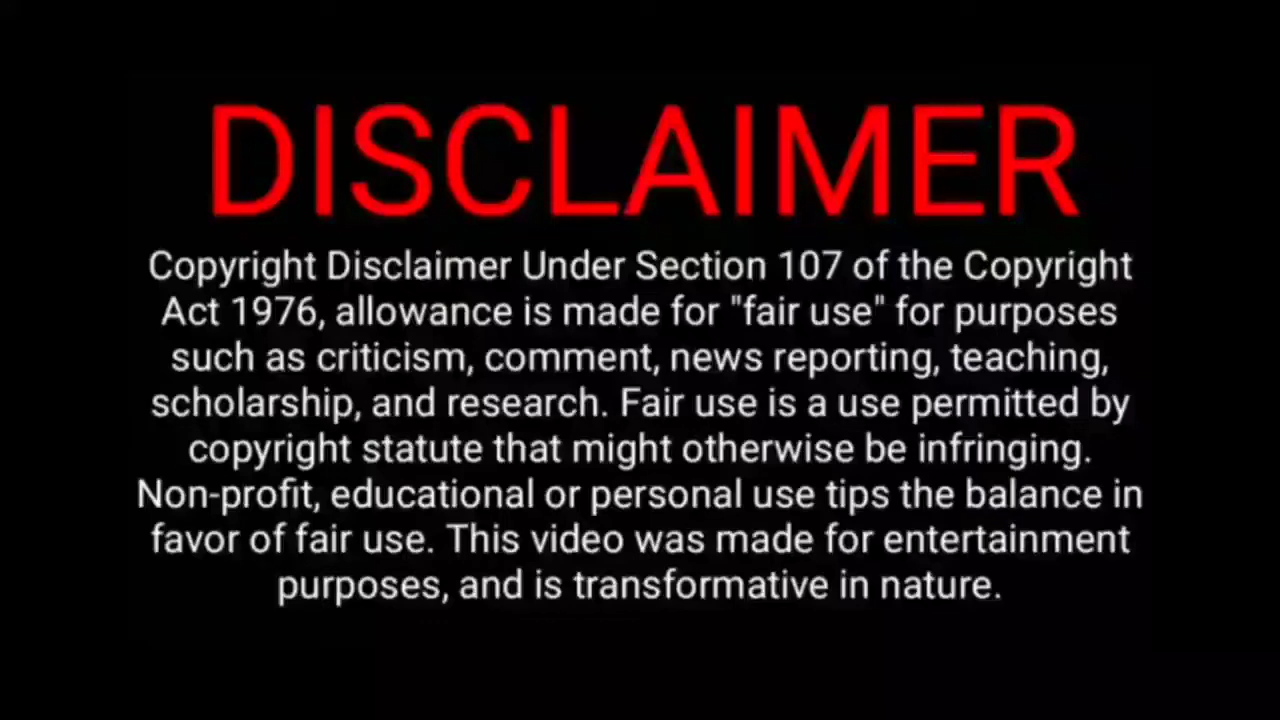 DISCLAIMER
Copyright Disclaimer Under Section 107 of the Copyright
Act 1976, allowance is made for "fair use" for purposes
such as criticism, comment, news reporting, teaching,
scholarship, and research. Fair use is a use permitted by
copyright statute that might otherwise be infringing.
Non-profit, educational or personal use tips the balance in
favor of fair use. This video was made for entertainment
purposes, and is transformative in nature.